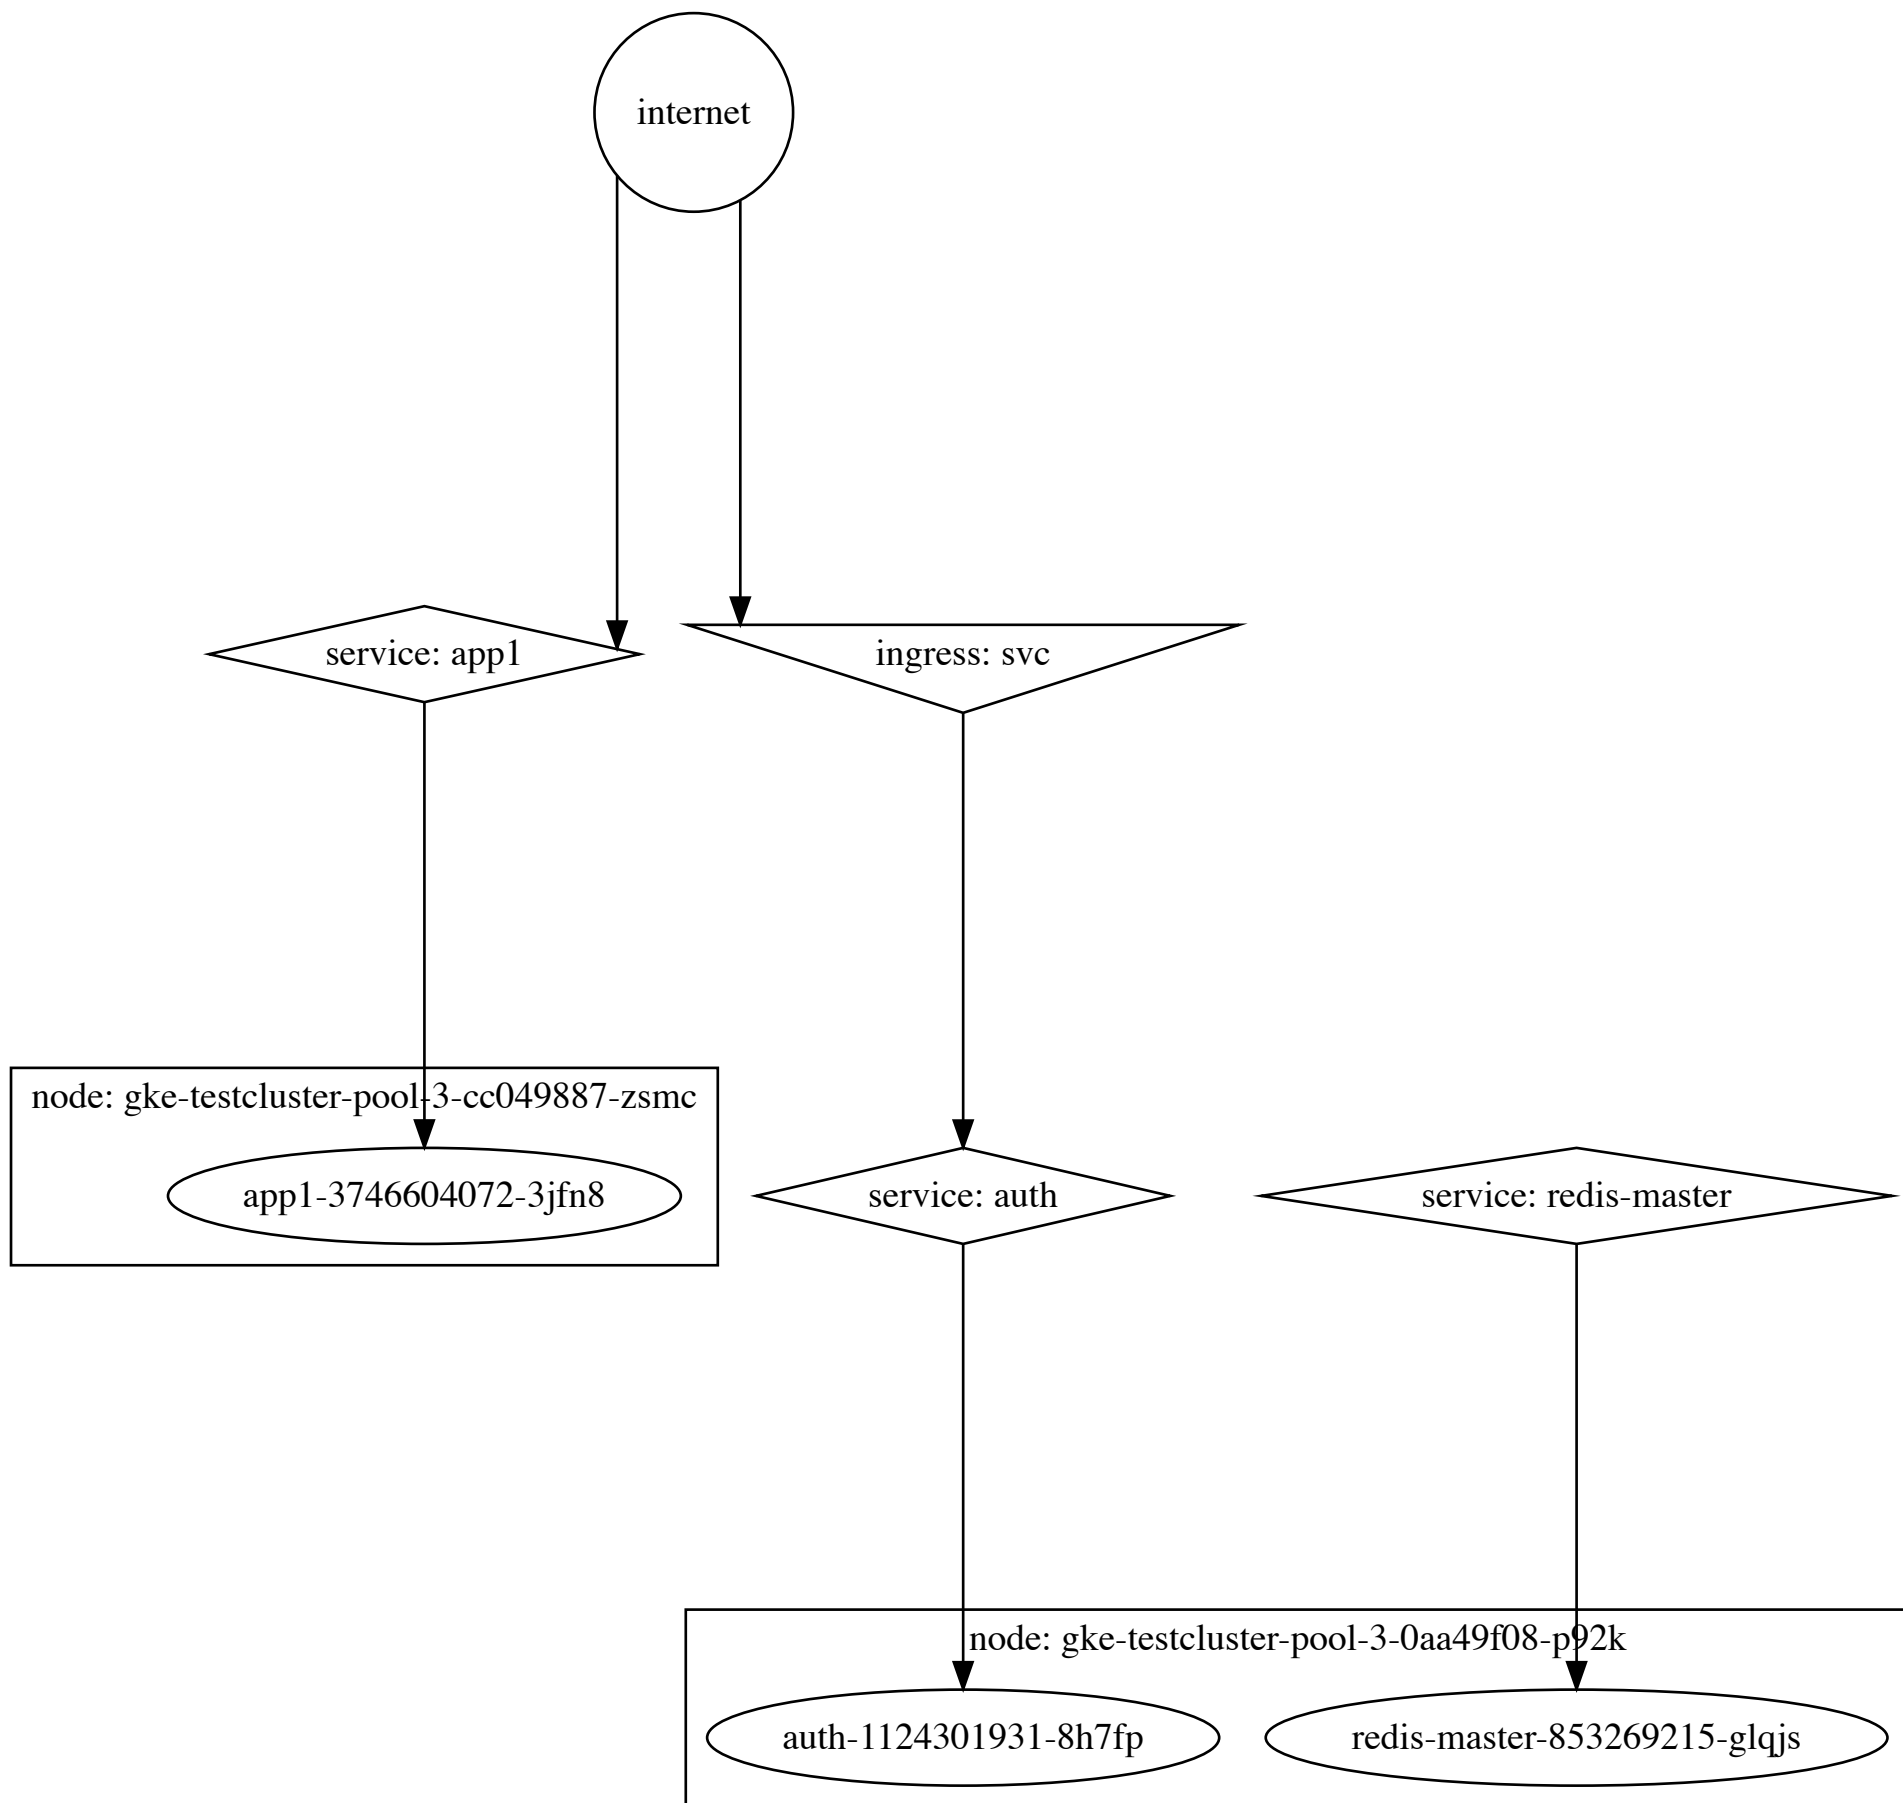 internet
service: app1
ingress: svc
node: gke-testcluster-pool-3-cc049887-zsmc
app1-3746604072-3jfn8
service: auth
service: redis-master
node: gke-testcluster-pool-3-0aa49f08-p92k
auth-1124301931-8h7fp
redis-master-853269215-glqjs